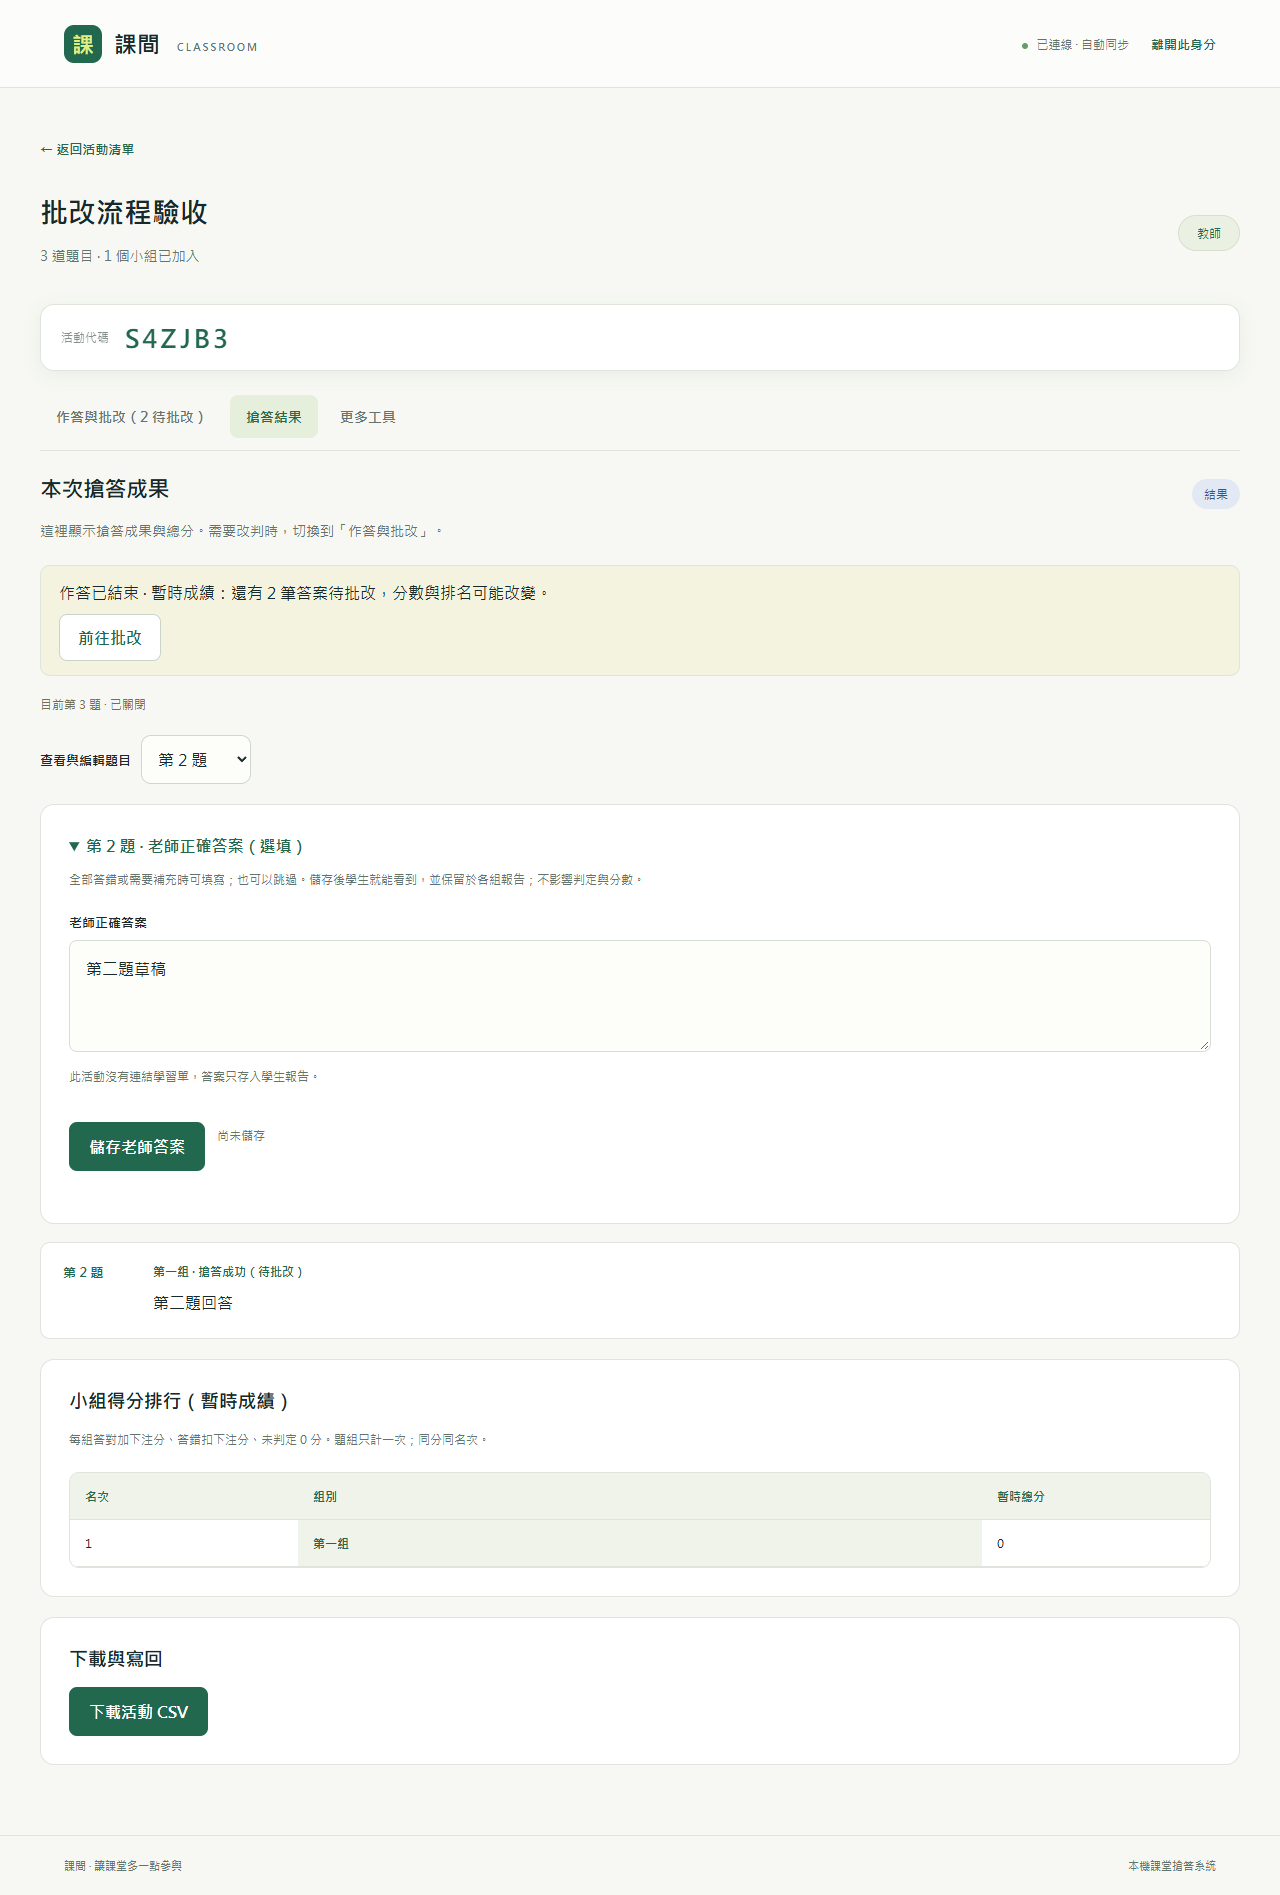 課 課間 CLASSROOM
已連線 · 自動同步 離開此身分
← 返回活動清單
批改流程驗收
3 道題目 · 1 個小組已加入
教師
活動代碼 S4ZJB3
作答與批改（2 待批改） 搶答結果 更多工具
本次搶答成果
結果
這裡顯示搶答成果與總分。需要改判時，切換到「作答與批改」。
作答已結束 · 暫時成績：還有 2 筆答案待批改，分數與排名可能改變。
前往批改
目前第 3 題 · 已關閉
查看與編輯題目 第 2 題
▼ 第 2 題 · 老師正確答案（選填）
全部答錯或需要補充時可填寫；也可以跳過。儲存後學生就能看到，並保留於各組報告；不影響判定與分數。
老師正確答案
第二題草稿
此活動沒有連結學習單，答案只存入學生報告。
儲存老師答案 尚未儲存
第 2 題 第一組 · 搶答成功（待批改）
第二題回答
小組得分排行（暫時成績）
每組答對加下注分、答錯扣下注分、未判定 0 分。題組只計一次；同分同名次。
名次 組別 暫時總分
1 第一組 0
下載與寫回
下載活動 CSV
課間 · 讓課堂多一點參與
本機課堂搶答系統